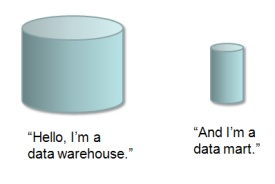 “Hello, I’m a
data warehouse.”
“And I’m a
data mart.”